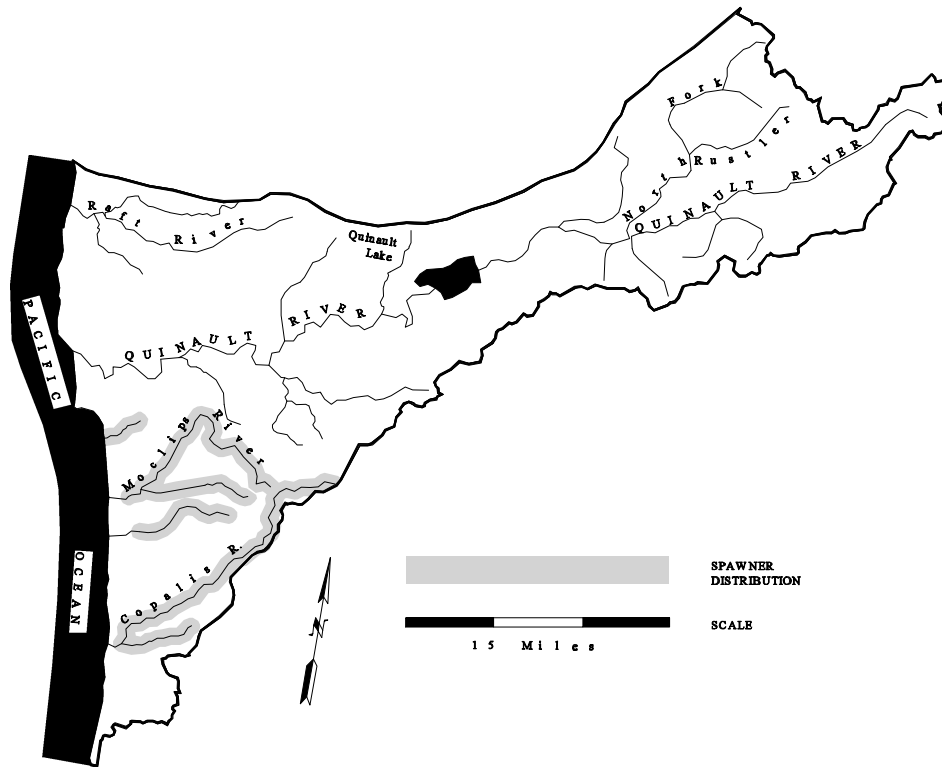 Fork
North
Rustler
QUINAULT RIVER
Raft River
Quinault
Lake
QUINAULT RIVER
PACIFIC
Moclips River
Copalis R.
OCEAN
SPAWNER
DISTRIBUTION
SCALE
15 Miles